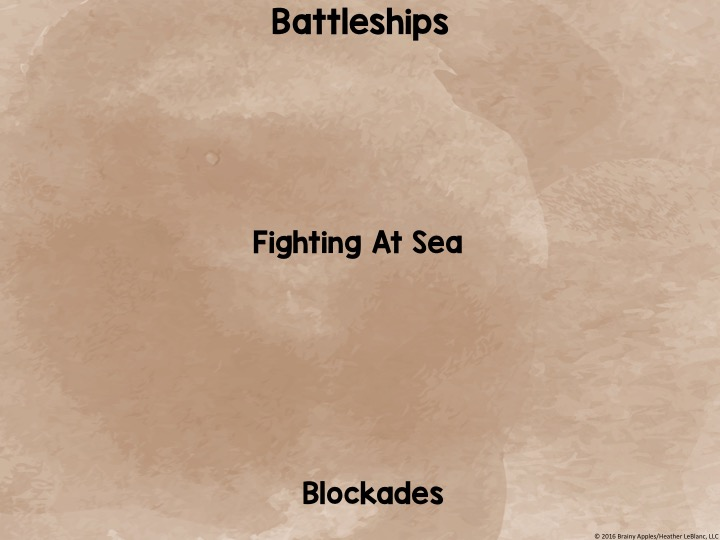 Battleships
Fighting At Sea
Blockades
© 2016 Brainy Apples/Heather LeBlanc, LLC